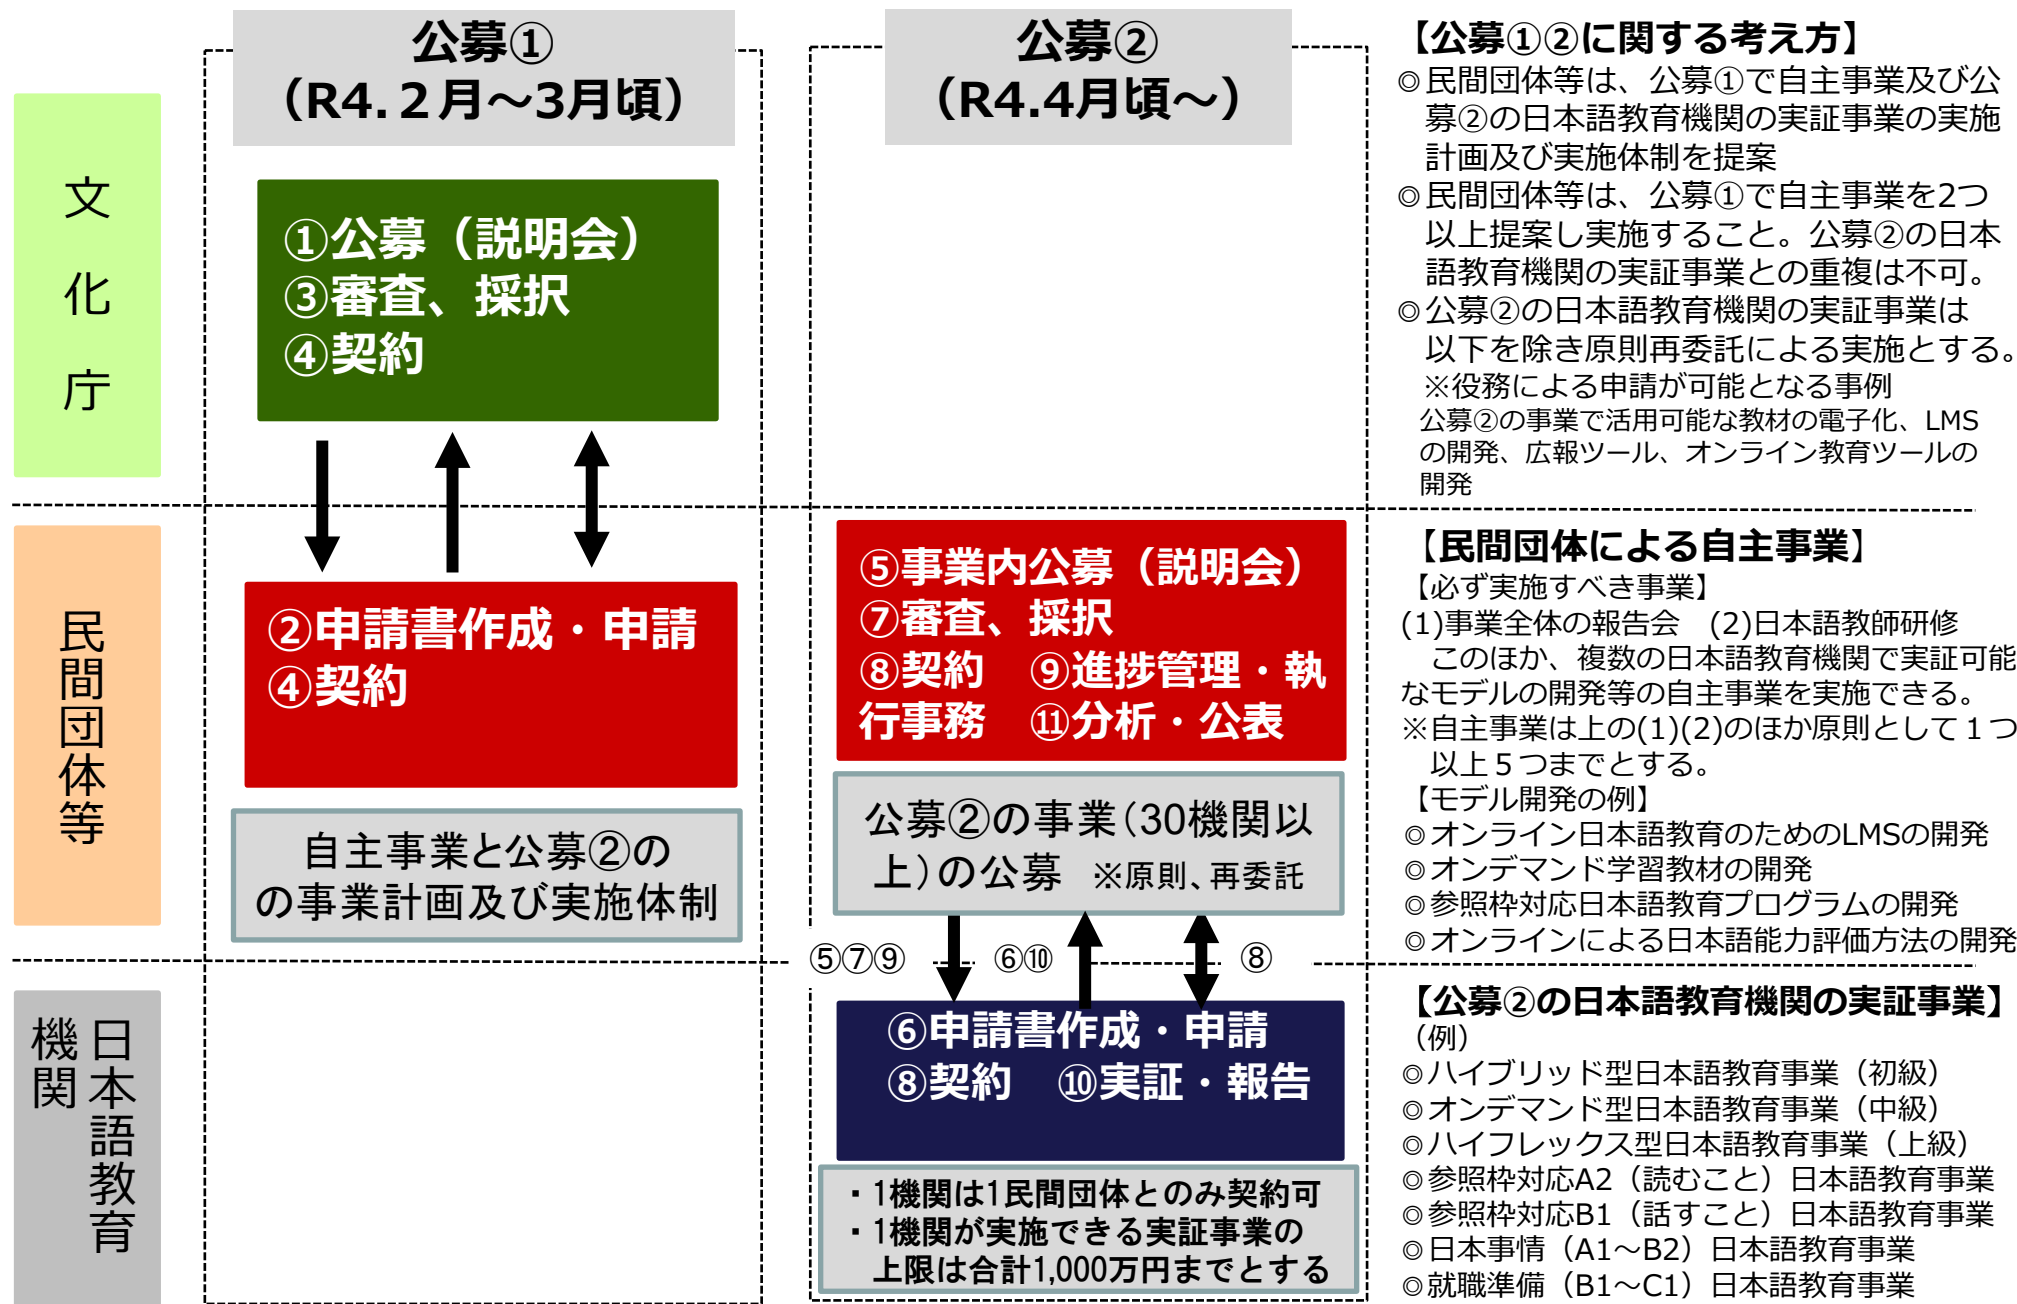 公募①
（R4.２月～3月頃）
公募②
（R4.4月頃～）
文化庁
①公募（説明会）
③審査、採択
④契約
民間団体等
②申請書作成・申請
④契約
自主事業と公募②の
の事業計画及び実施体制
⑤事業内公募（説明会）
⑦審査、採択
⑧契約　⑨進捗管理・執
行事務　⑪分析・公表
公募②の事業（30機関以
上）の公募　※原則、再委託
⑤⑦⑨
⑥⑩
⑧
日本語教育
機関
⑥申請書作成・申請
⑧契約　⑩実証・報告
・1機関は1民間団体とのみ契約可
・1機関が実施できる実証事業の
上限は合計1,000万円までとする
【公募①②に関する考え方】
◎民間団体等は、公募①で自主事業及び公
募②の日本語教育機関の実証事業の実施
計画及び実施体制を提案
◎民間団体等は、公募①で自主事業を2つ
以上提案し実施すること。公募②の日本
語教育機関の実証事業との重複は不可。
◎公募②の日本語教育機関の実証事業は
以下を除き原則再委託による実施とする。
※役務による申請が可能となる事例
公募②の事業で活用可能な教材の電子化、LMS
の開発、広報ツール、オンライン教育ツールの
開発
【民間団体による自主事業】
【必ず実施すべき事業】
(1)事業全体の報告会　(2)日本語教師研修
このほか、複数の日本語教育機関で実証可能
なモデルの開発等の自主事業を実施できる。
※自主事業は上の(1)(2)のほか原則として１つ
以上５つまでとする。
【モデル開発の例】
◎オンライン日本語教育のためのLMSの開発
◎オンデマンド学習教材の開発
◎参照枠対応日本語教育プログラムの開発
◎オンラインによる日本語能力評価方法の開発
【公募②の日本語教育機関の実証事業】
（例）
◎ハイブリッド型日本語教育事業（初級）
◎オンデマンド型日本語教育事業（中級）
◎ハイフレックス型日本語教育事業（上級）
◎参照枠対応A2（読むこと）日本語教育事業
◎参照枠対応B1（話すこと）日本語教育事業
◎日本事情（A1～B2）日本語教育事業
◎就職準備（B1～C1）日本語教育事業